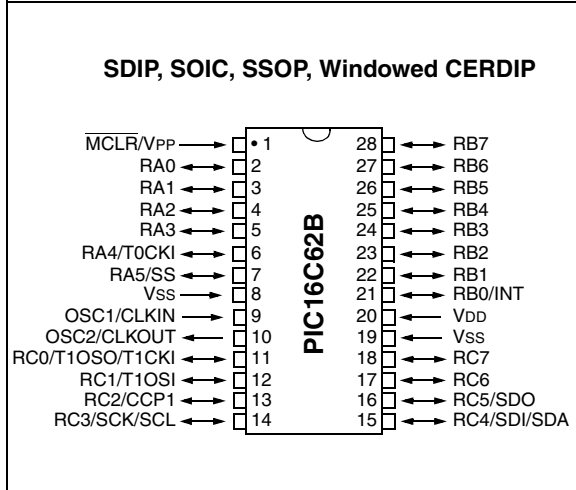 SDIP, SOIC, SSOP, Windowed CERDIP
MCLR/VPP • 1 28 RB7
RA0 2 27 RB6
RA1 3 26 RB5
RA2 4 25 RB4
RA3 5 24 RB3
RA4/T0CKI 6 23 RB2
RA5/SS 7 22 RB1
VSS 8 21 RB0/INT
OSC1/CLKIN 9 20 VDD
OSC2/CLKOUT 10 19 VSS
RC0/T1OSO/T1CKI 11 18 RC7
RC1/T1OSI 12 17 RC6
RC2/CCP1 13 16 RC5/SDO
RC3/SCK/SCL 14 15 RC4/SDI/SDA
PIC16C62B